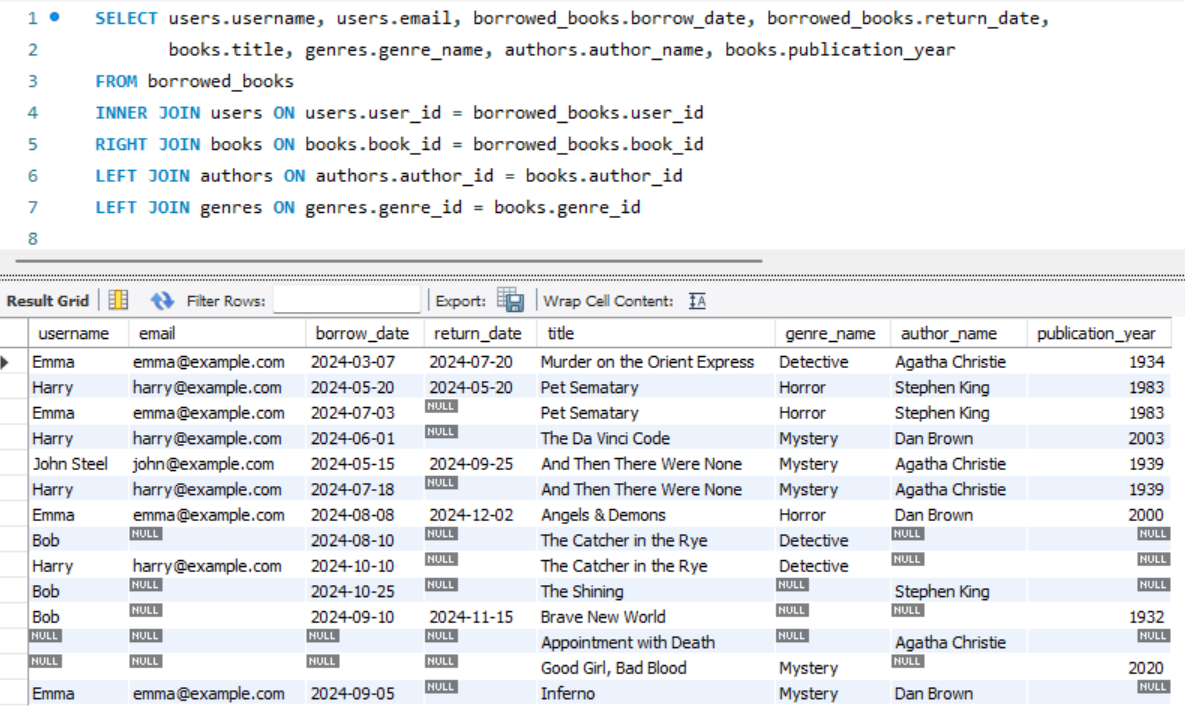 1 SELECT users.username, users.email, borrowed_books.borrow_date, borrowed_books.return_date,
2 books.title, genres.genre_name, authors.author_name, books.publication_year
3 FROM borrowed_books
4 INNER JOIN users ON users.user_id = borrowed_books.user_id
5 RIGHT JOIN books ON books.book_id = borrowed_books.book_id
6 LEFT JOIN authors ON authors.author_id = books.author_id
7 LEFT JOIN genres ON genres.genre_id = books.genre_id
8
Result Grid Filter Rows: Export: Wrap Cell Content: IA
username email borrow_date return_date title genre_name author_name publication_year
Emma emma@example.com 2024-03-07 2024-07-20 Murder on the Orient Express Detective Agatha Christie 1934
Harry harry@example.com 2024-05-20 2024-05-20 Pet Sematary Horror Stephen King 1983
Emma emma@example.com 2024-07-03 NULL Pet Sematary Horror Stephen King 1983
Harry harry@example.com 2024-06-01 NULL The Da Vinci Code Mystery Dan Brown 2003
John Steel john@example.com 2024-05-15 2024-09-25 And Then There Were None Mystery Agatha Christie 1939
Harry harry@example.com 2024-07-18 NULL And Then There Were None Mystery Agatha Christie 1939
Emma emma@example.com 2024-08-08 2024-12-02 Angels & Demons Horror Dan Brown 2000
Bob NULL 2024-08-10 NULL The Catcher in the Rye Detective NULL NULL
Harry harry@example.com 2024-10-10 NULL The Catcher in the Rye Detective NULL NULL
Bob NULL 2024-10-25 NULL The Shining NULL Stephen King NULL
Bob NULL 2024-09-10 2024-11-15 Brave New World NULL NULL 1932
NULL NULL NULL NULL Appointment with Death NULL Agatha Christie NULL
NULL NULL NULL NULL Good Girl, Bad Blood Mystery NULL 2020
Emma emma@example.com 2024-09-05 NULL Inferno Mystery Dan Brown NULL